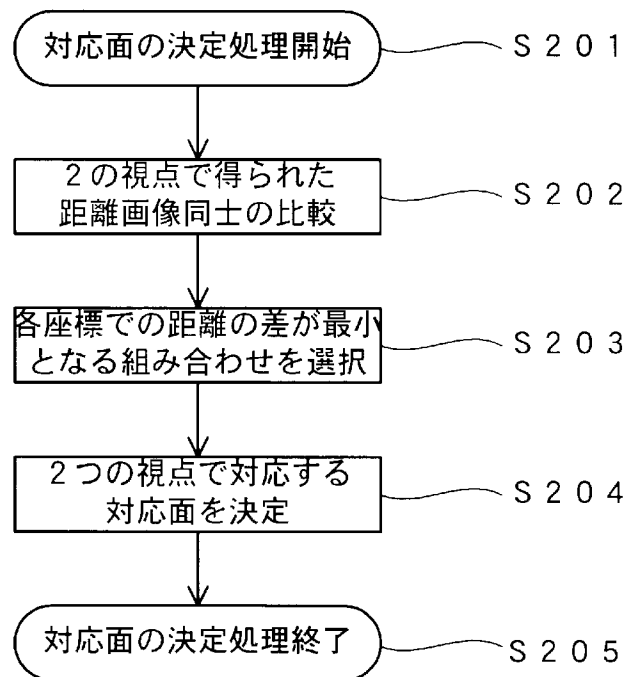 対応面の決定処理開始
S201
2の視点で得られた
距離画像同士の比較
S202
各座標での距離の差が最小
となる組み合わせを選択
S203
2つの視点で対応する
対応面を決定
S204
対応面の決定処理終了
S205